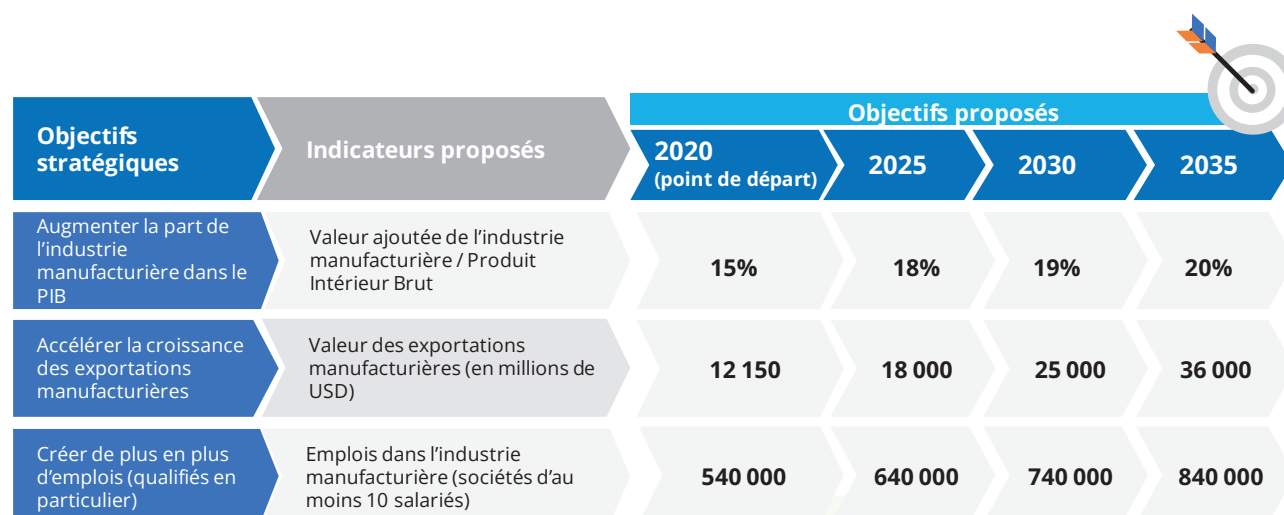 Objectifs proposés
Objectifs
stratégiques
Indicateurs proposés
2020
(point de départ)
2025
2030
2035
Augmenter la part de
l’industrie
manufacturière dans le
PIB
Valeur ajoutée de l’industrie
manufacturière / Produit
Intérieur Brut
15%
18%
19%
20%
Accélérer la croissance
des exportations
manufacturières
Valeur des exportations
manufacturières (en millions de
USD)
12 150
18 000
25 000
36 000
Créer de plus en plus
d’emplois (qualifiés en
particulier)
Emplois dans l’industrie
manufacturière (sociétés d’au
moins 10 salariés)
540 000
640 000
740 000
840 000